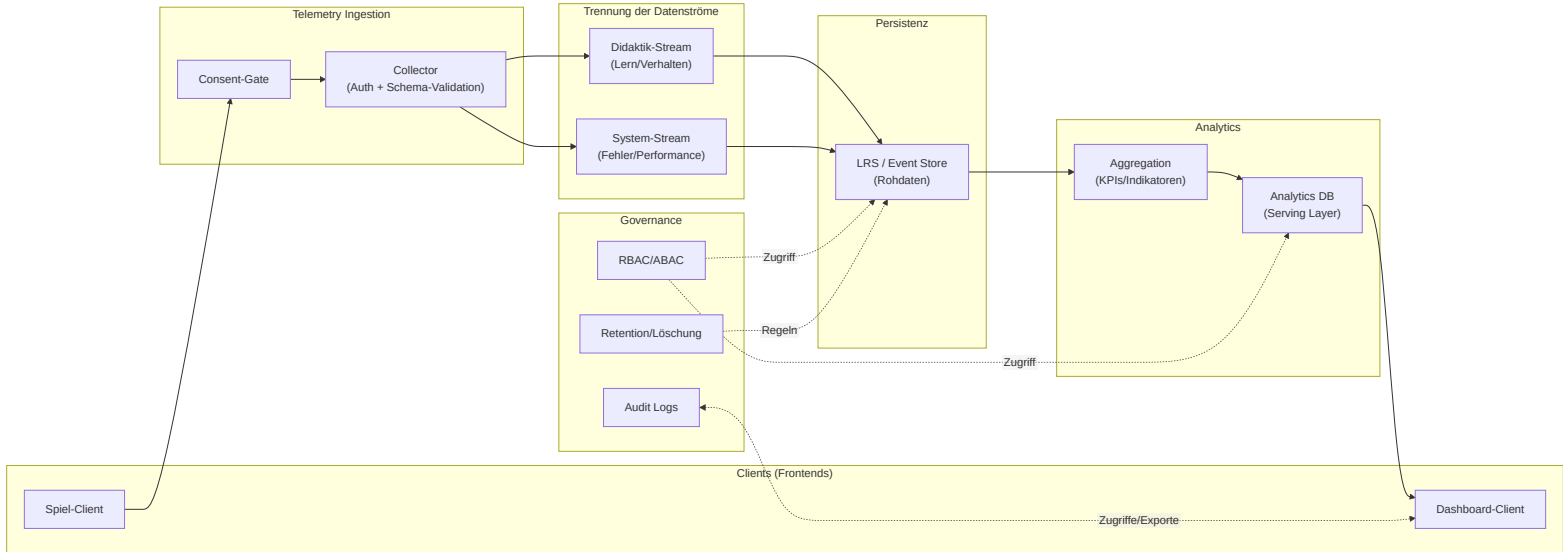 Telemetry Ingestion
Consent-Gate
Collector
(Auth + Schema-Validation)
Trennung der Datenströme
Didaktik-Stream
(Lern/Verhalten)
System-Stream
(Fehler/Performance)
Persistenz
LRS / Event Store
(Rohdaten)
Analytics
Aggregation
(KPIs/Indikatoren)
Analytics DB
(Serving Layer)
Governance
RBAC/ABAC
Zugriff
Retention/Löschung
Regeln
Zugriff
Audit Logs
Clients (Frontends)
Spiel-Client
Zugriffe/Exporte
Dashboard-Client